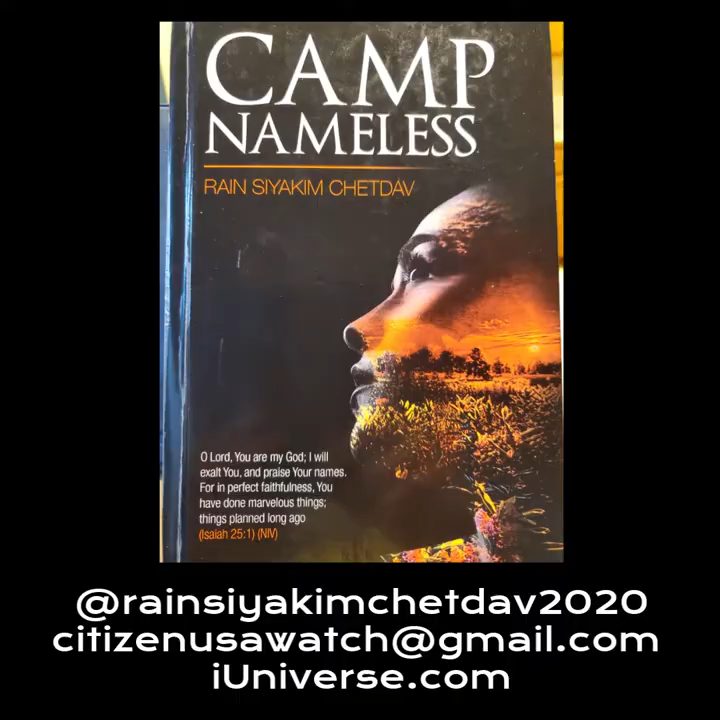 CAMP
NAMELESS
RAIN SIYAKIM CHETDAV
O Lord, You are my God; I will
exalt You, and praise Your names.
For in perfect faithfulness, You
have done marvelous things;
things planned long ago
(Isaiah 25:1) (NIV)
@rainsiyakimchetdav2020
citizenusawatch@gmail.com
iUniverse.com